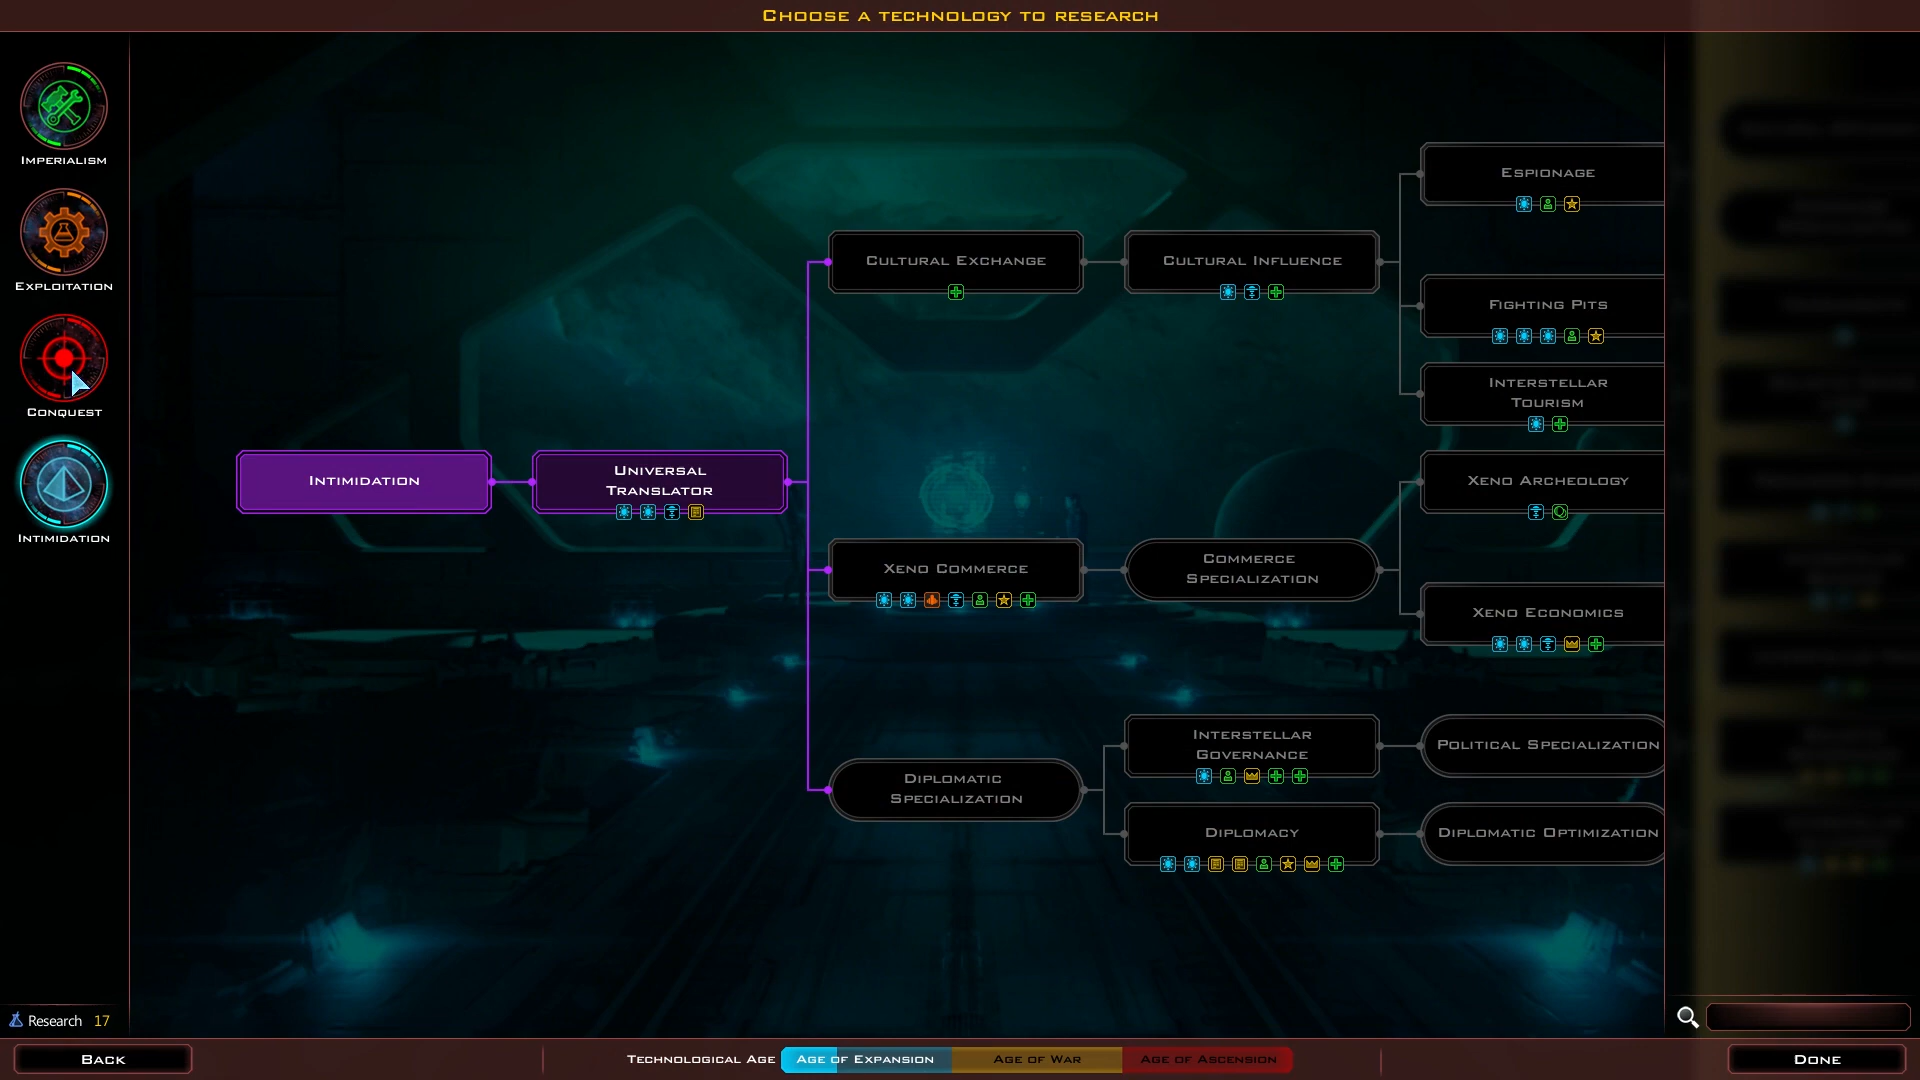 CHOOSE A TECHNOLOGY TO RESEARCH
IMPERIALISM
EXPLOITATION
CONQUEST
INTIMIDATION
INTIMIDATION
UNIVERSAL
TRANSLATOR
CULTURAL EXCHANGE
XENO COMMERCE
DIPLOMATIC
SPECIALIZATION
CULTURAL INFLUENCE
COMMERCE
SPECIALIZATION
INTERSTELLAR
GOVERNANCE
DIPLOMACY
ESPIONAGE
FIGHTING PITS
INTERSTELLAR
TOURISM
XENO ARCHEOLOGY
XENO ECONOMICS
POLITICAL SPECIALIZATION
DIPLOMATIC OPTIMIZATION
Research 17
BACK
TECHNOLOGICAL AGE
AGE OF EXPANSION
AGE OF WAR
AGE OF ASCENSION
DONE